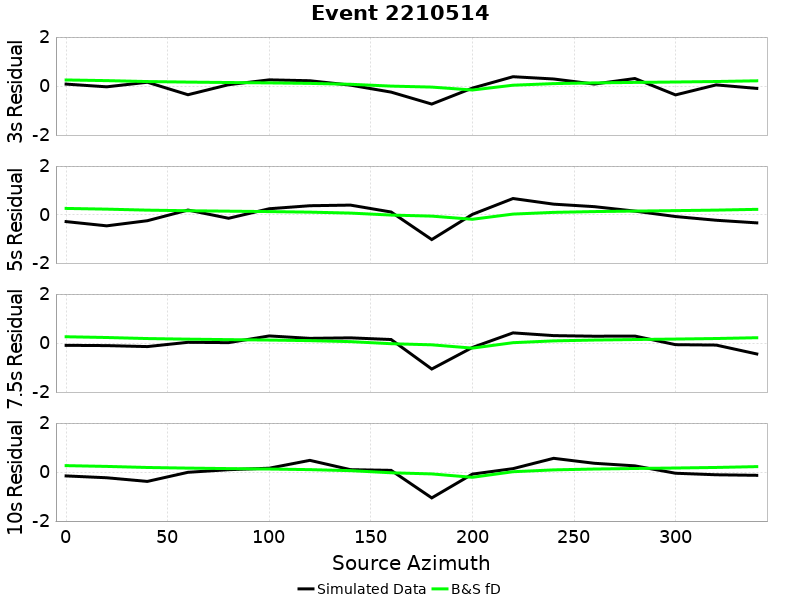 Event 2210514
3s Residual
2
0
-2
5s Residual
2
0
-2
7.5s Residual
2
0
-2
10s Residual
2
0
-2
0 50 100 150 200 250 300
Source Azimuth
Simulated Data B&S fD